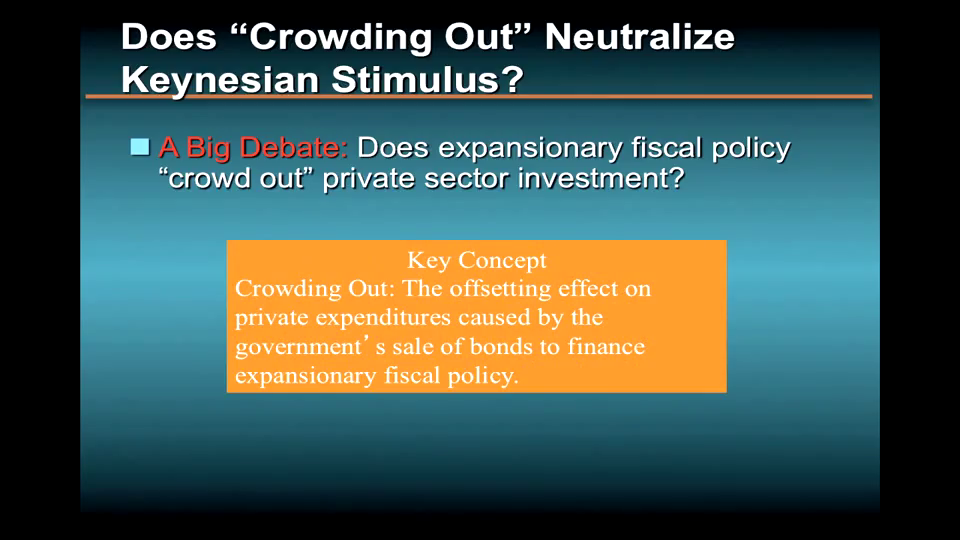 Does “Crowding Out” Neutralize
Keynesian Stimulus?
A Big Debate: Does expansionary fiscal policy
“crowd out” private sector investment?
Key Concept
Crowding Out: The offsetting effect on
private expenditures caused by the
government’s sale of bonds to finance
expansionary fiscal policy.